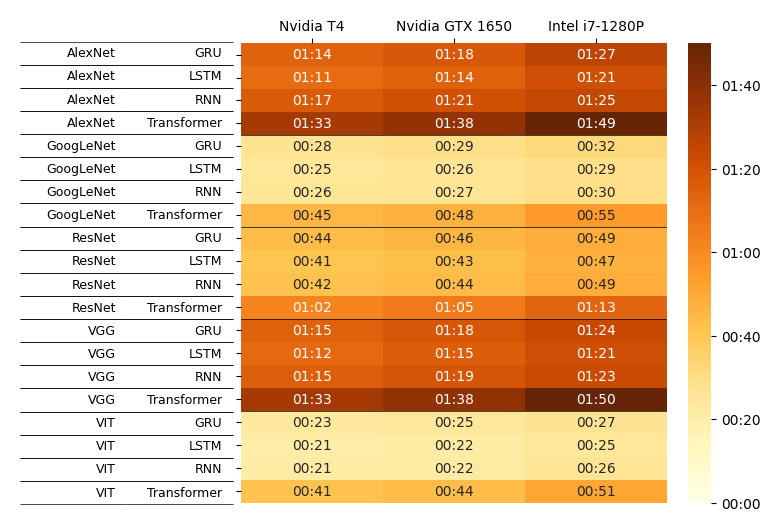 Nvidia T4 Nvidia GTX 1650 Intel i7-1280P
AlexNet GRU 01:14 01:18 01:27
AlexNet LSTM 01:11 01:14 01:21
AlexNet RNN 01:17 01:21 01:25
AlexNet Transformer 01:33 01:38 01:49
GoogLeNet GRU 00:28 00:29 00:32
GoogLeNet LSTM 00:25 00:26 00:29
GoogLeNet RNN 00:26 00:27 00:30
GoogLeNet Transformer 00:45 00:48 00:55
ResNet GRU 00:44 00:46 00:49
ResNet LSTM 00:41 00:43 00:47
ResNet RNN 00:42 00:44 00:49
ResNet Transformer 01:02 01:05 01:13
VGG GRU 01:15 01:18 01:24
VGG LSTM 01:12 01:15 01:21
VGG RNN 01:15 01:19 01:23
VGG Transformer 01:33 01:38 01:50
VIT GRU 00:23 00:25 00:27
VIT LSTM 00:21 00:22 00:25
VIT RNN 00:21 00:22 00:26
VIT Transformer 00:41 00:44 00:51
01:40
01:20
01:00
00:40
00:20
00:00